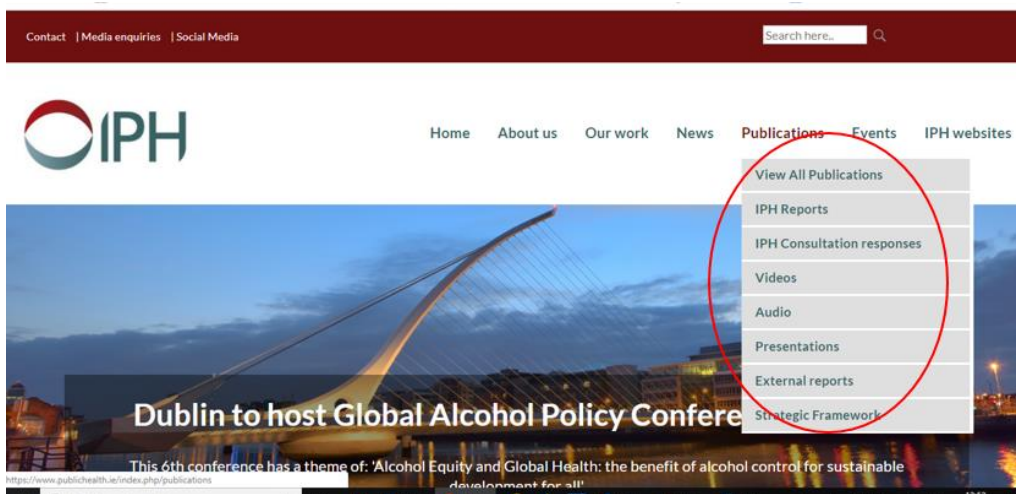 Contact | Media enquiries | Social Media
Search here..
IPH
Home About us Our work News Publications Events IPH websites
View All Publications
IPH Reports
IPH Consultation responses
Videos
Audio
Presentations
External reports
Strategic Framework
Dublin to host Global Alcohol Policy Confere
This 6th conference has a theme of: 'Alcohol Equity and Global Health: the benefit of alcohol control for sustainable
development for all'
https://www.publichealth.ie/index.php/publications